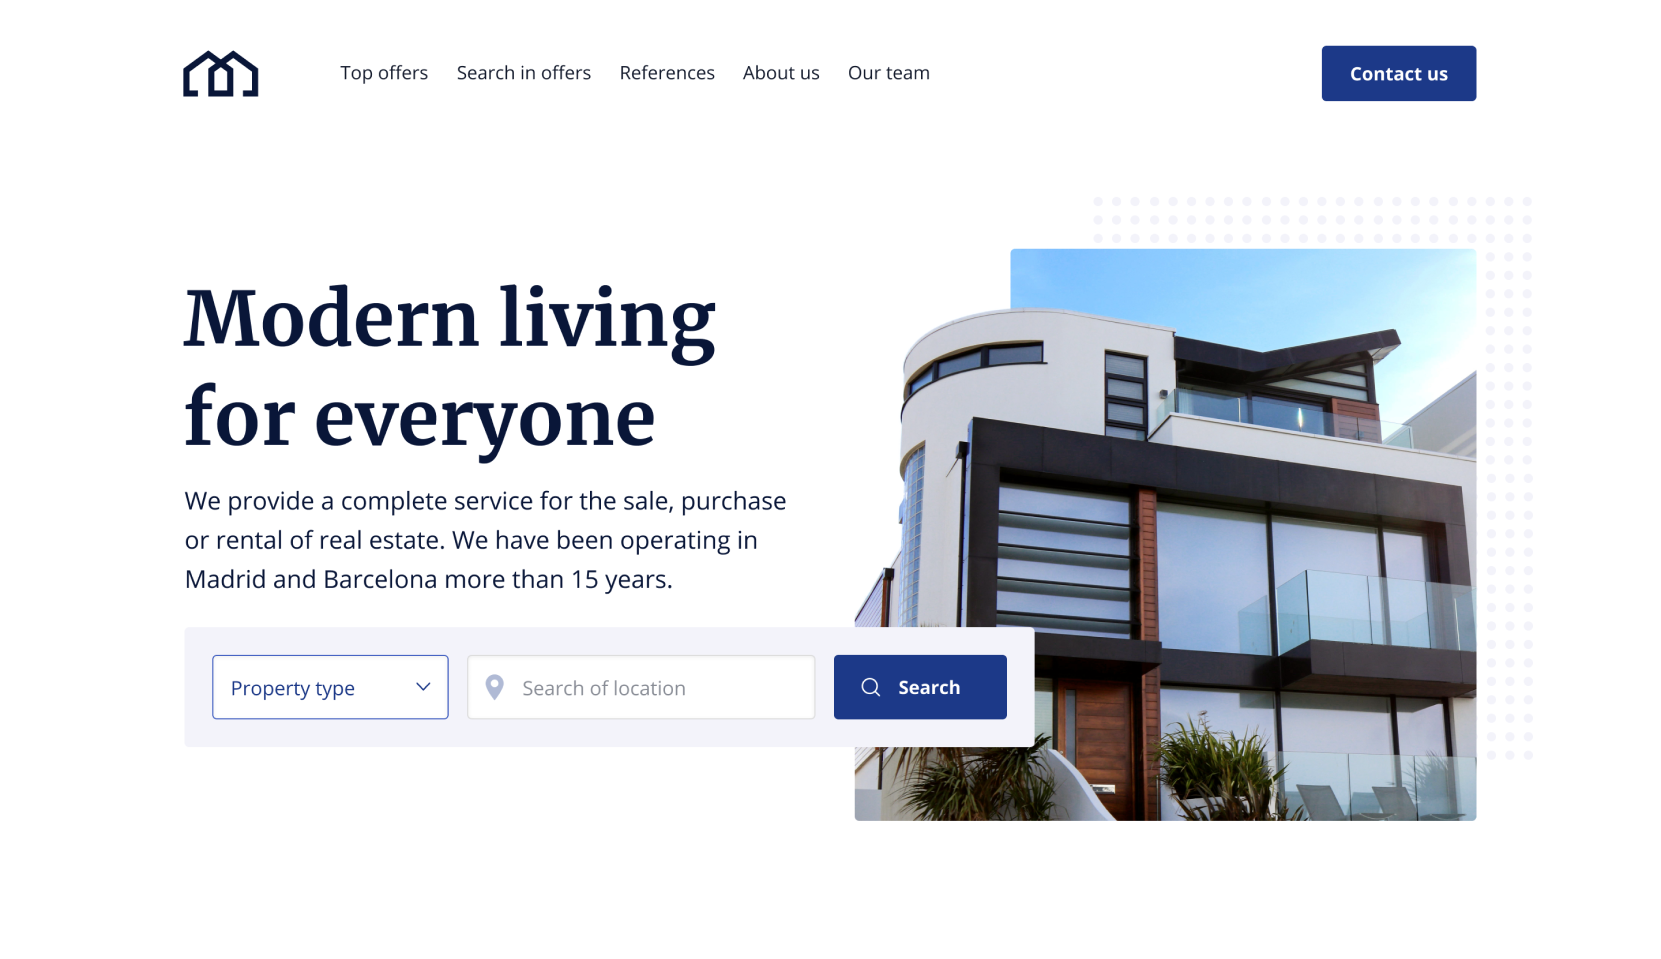 Top offers Search in offers References About us Our team Contact us
Modern living
for everyone
We provide a complete service for the sale, purchase
or rental of real estate. We have been operating in
Madrid and Barcelona more than 15 years.
Property type Search of location Search